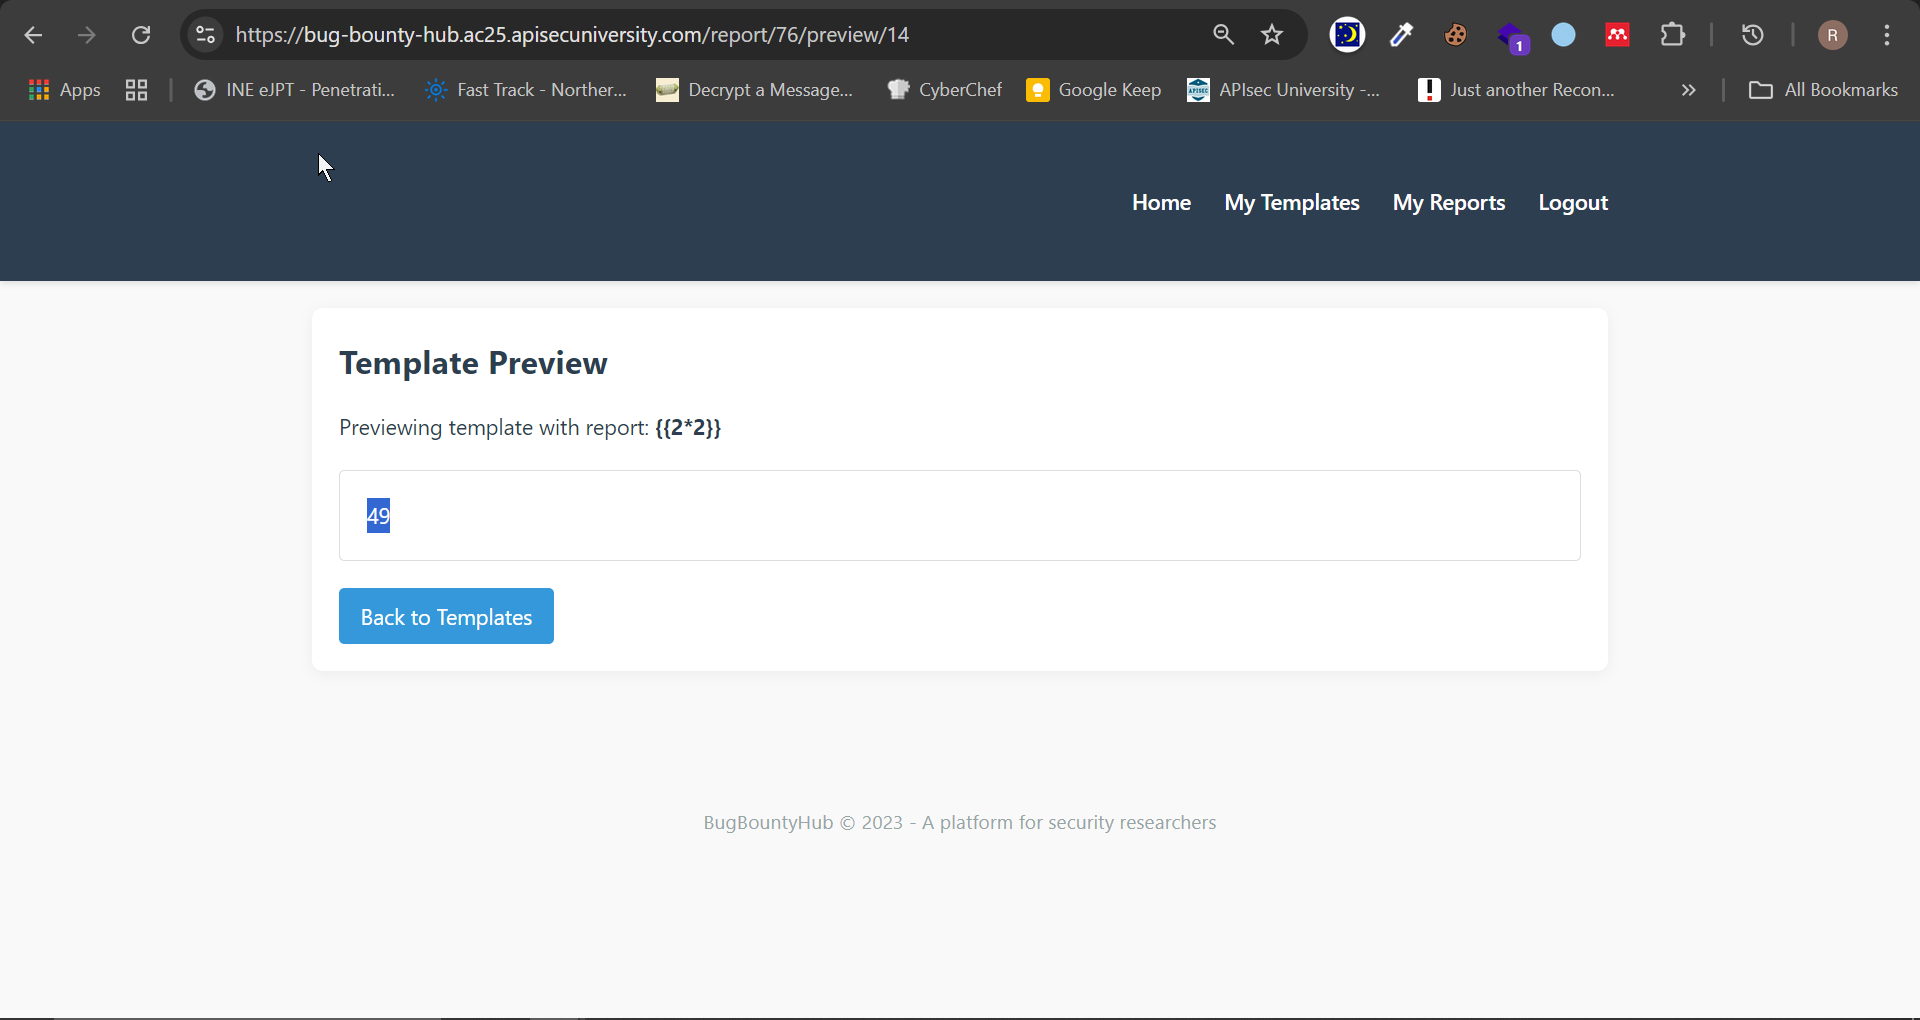 https://bug-bounty-hub.ac25.apisecuniversity.com/report/76/preview/14
1
R
Apps
INE eJPT - Penetrati...
Fast Track - Norther...
Decrypt a Message...
CyberChef
Google Keep
APISEC
APIsec University -...
Just another Recon...
»
All Bookmarks
Home
My Templates
My Reports
Logout
Template Preview
Previewing template with report: {{2*2}}
49
Back to Templates
BugBountyHub © 2023 - A platform for security researchers